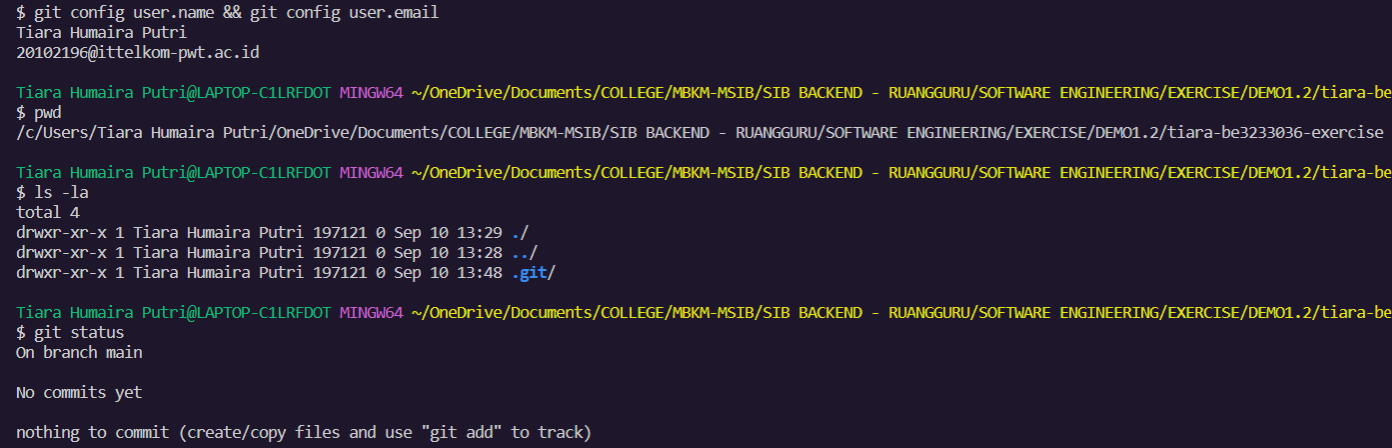 $ git config user.name && git config user.email
Tiara Humaira Putri
20102196@ittelkom-pwt.ac.id
Tiara Humaira Putri@LAPTOP-C1LRFDOT MINGW64 ~/OneDrive/Documents/COLLEGE/MBKM-MSIB/SIB BACKEND - RUANGGURU/SOFTWARE ENGINEERING/EXERCISE/DEMO1.2/tiara-be
$ pwd
/c/Users/Tiara Humaira Putri/OneDrive/Documents/COLLEGE/MBKM-MSIB/SIB BACKEND - RUANGGURU/SOFTWARE ENGINEERING/EXERCISE/DEMO1.2/tiara-be3233036-exercise
Tiara Humaira Putri@LAPTOP-C1LRFDOT MINGW64 ~/OneDrive/Documents/COLLEGE/MBKM-MSIB/SIB BACKEND - RUANGGURU/SOFTWARE ENGINEERING/EXERCISE/DEMO1.2/tiara-be
$ ls -la
total 4
drwxr-xr-x 1 Tiara Humaira Putri 197121 0 Sep 10 13:29 ./
drwxr-xr-x 1 Tiara Humaira Putri 197121 0 Sep 10 13:28 ../
drwxr-xr-x 1 Tiara Humaira Putri 197121 0 Sep 10 13:48 .git/
Tiara Humaira Putri@LAPTOP-C1LRFDOT MINGW64 ~/OneDrive/Documents/COLLEGE/MBKM-MSIB/SIB BACKEND - RUANGGURU/SOFTWARE ENGINEERING/EXERCISE/DEMO1.2/tiara-be
$ git status
On branch main
No commits yet
nothing to commit (create/copy files and use "git add" to track)